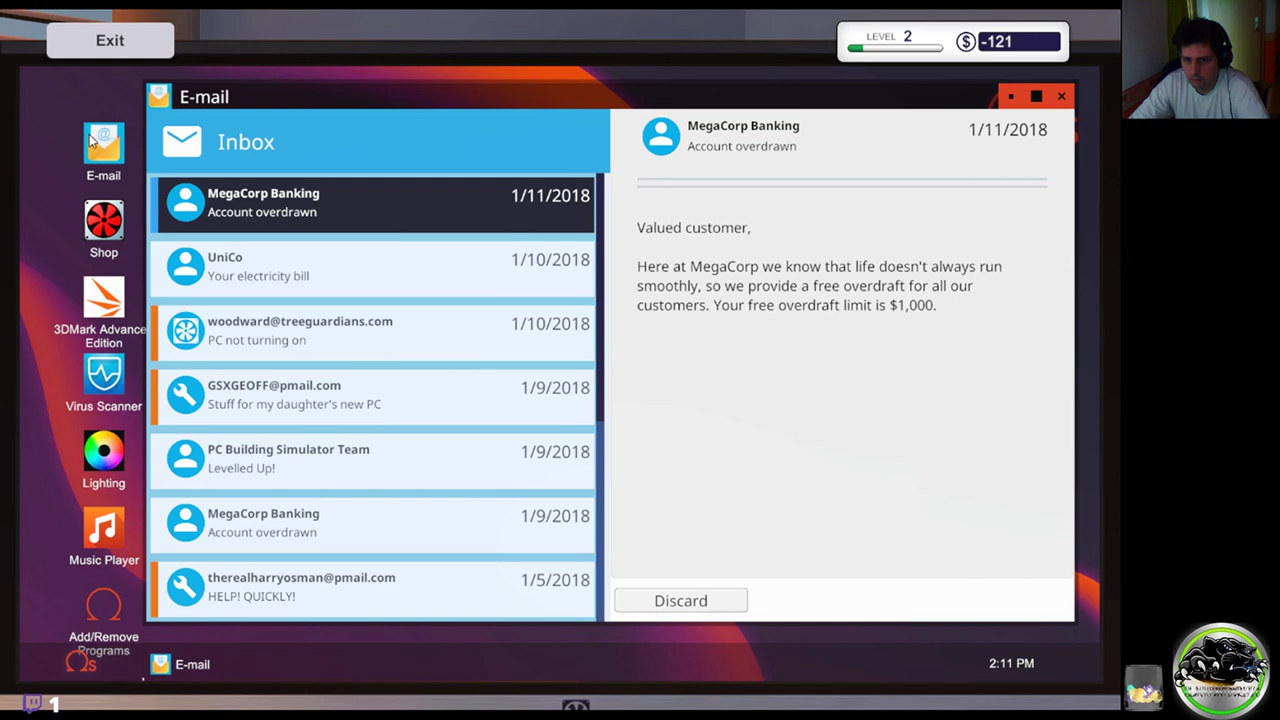 Exit
LEVEL 2
$ -121
E-mail
Shop
3DMark Advance
Edition
Virus Scanner
Lighting
Music Player
Add/Remove
Programs
E-mail
Inbox
MegaCorp Banking
1/11/2018
Account overdrawn
UniCo
1/10/2018
Your electricity bill
woodward@treeguardians.com
1/10/2018
PC not turning on
GSXGEOFF@pmail.com
1/9/2018
Stuff for my daughter's new PC
PC Building Simulator Team
1/9/2018
Levelled Up!
MegaCorp Banking
1/9/2018
Account overdrawn
therealharryosman@pmail.com
1/5/2018
HELP! QUICKLY!
MegaCorp Banking
1/11/2018
Account overdrawn
Valued customer,
Here at MegaCorp we know that life doesn't always run
smoothly, so we provide a free overdraft for all our
customers. Your free overdraft limit is $1,000.
Discard
Ωs
E-mail
2:11 PM
1